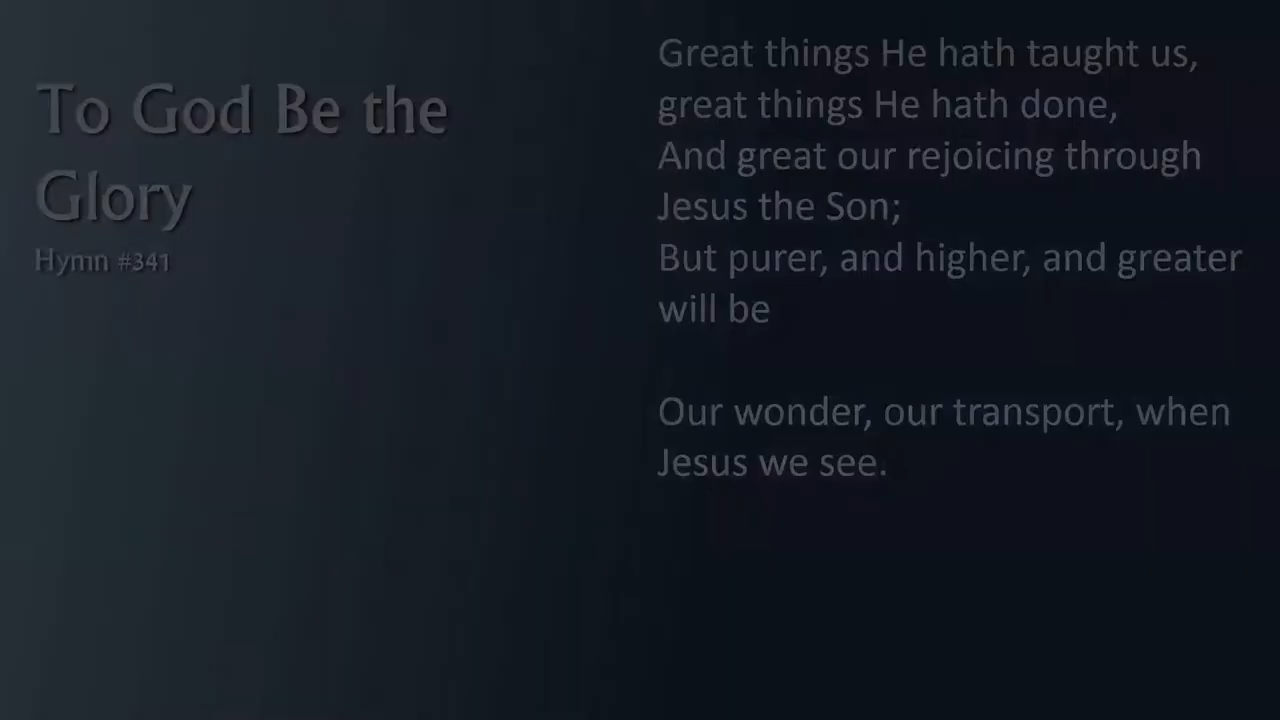 To God Be the
Glory
Hymn #341
Great things He hath taught us,
great things He hath done,
And great our rejoicing through
Jesus the Son;
But purer, and higher, and greater
will be
Our wonder, our transport, when
Jesus we see.